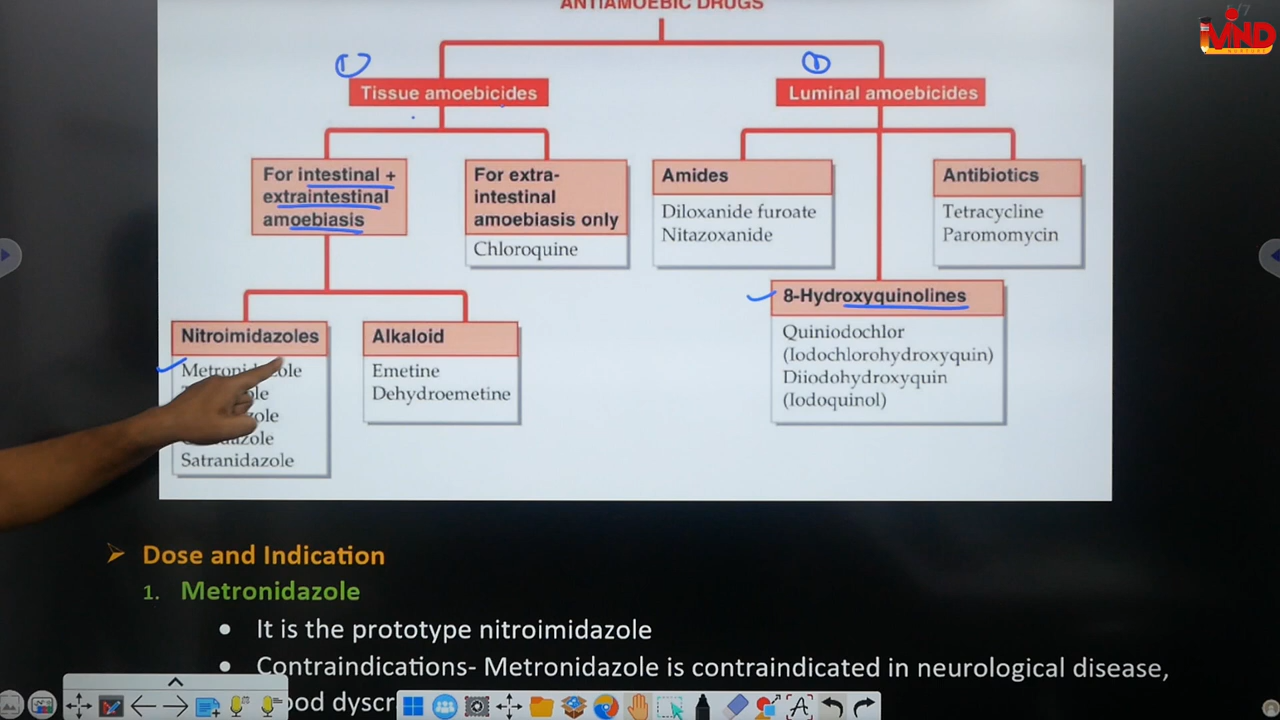 ANTIAMOEBIC DRUGS
/7
MND
Tissue amoebicides
Luminal amoebicides
For intestinal +
extraintestinal
amoebiasis
For extra-
intestinal
amoebiasis only
Chloroquine
Amides
Diloxanide furoate
Nitazoxanide
Antibiotics
Tetracycline
Paromomycin
8-Hydroxyquinolines
Quiniodochlor
(Iodochlorohydroxyquin)
Diiodohydroxyquin
(Iodoquinol)
Nitroimidazoles
Satranidazole
Alkaloid
Emetine
Dehydroemetine
Dose and Indication
1. Metronidazole
• It is the prototype nitroimidazole
• Contraindications- Metronidazole is contraindicated in neurological disease,